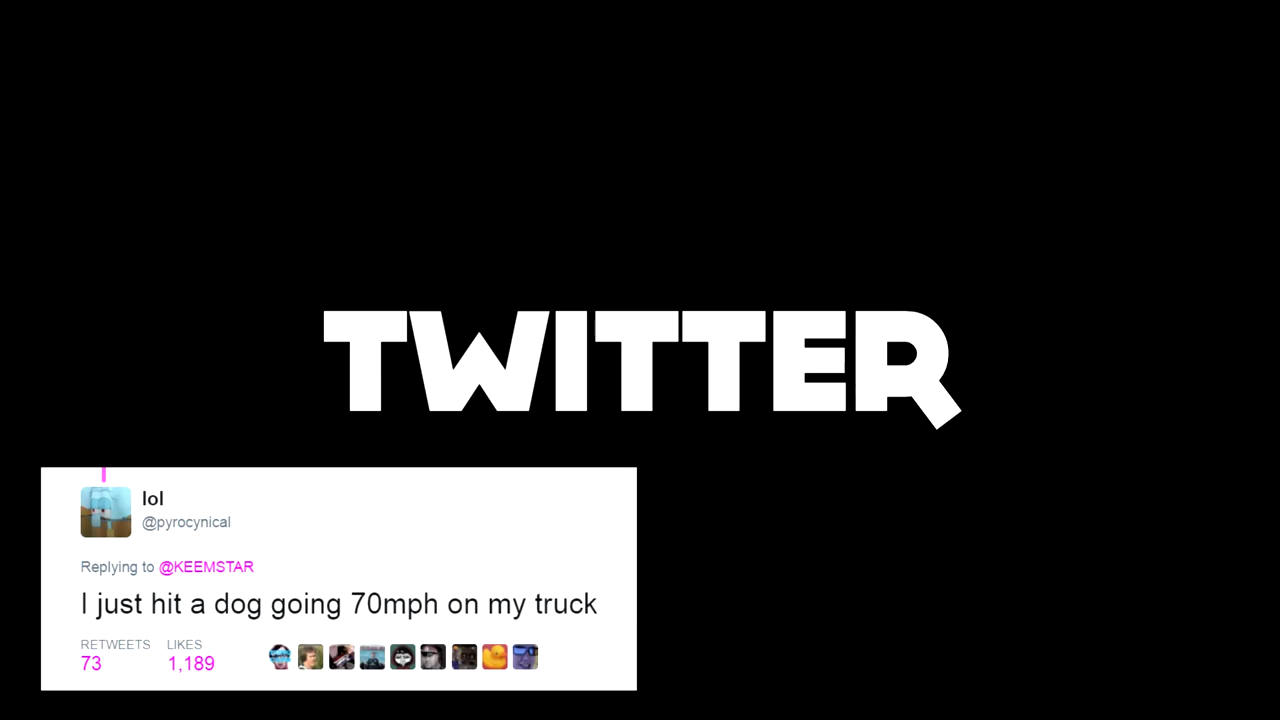 TWITTER
lol
@pyrocynical
Replying to @KEEMSTAR
I just hit a dog going 70mph on my truck
RETWEETS LIKES
73 1,189